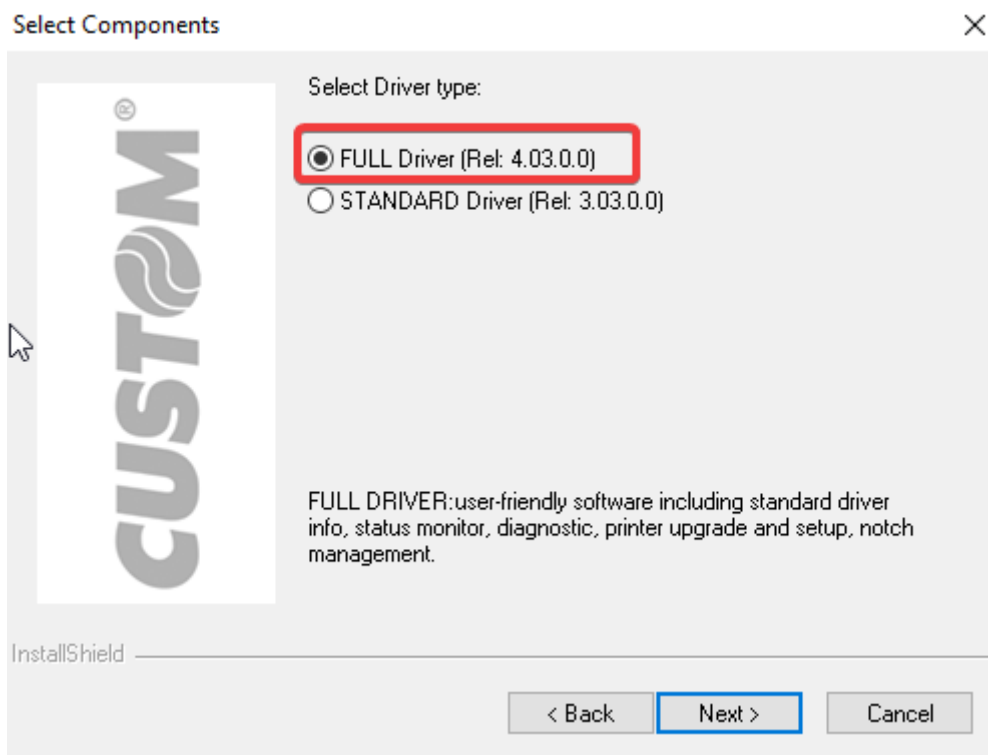 Select Components
CUSTOM®
Select Driver type:
FULL Driver (Rel: 4.03.0.0)
STANDARD Driver (Rel: 3.03.0.0)
FULL DRIVER:user-friendly software including standard driver
info, status monitor, diagnostic, printer upgrade and setup, notch
management.
InstallShield
< Back
Next >
Cancel